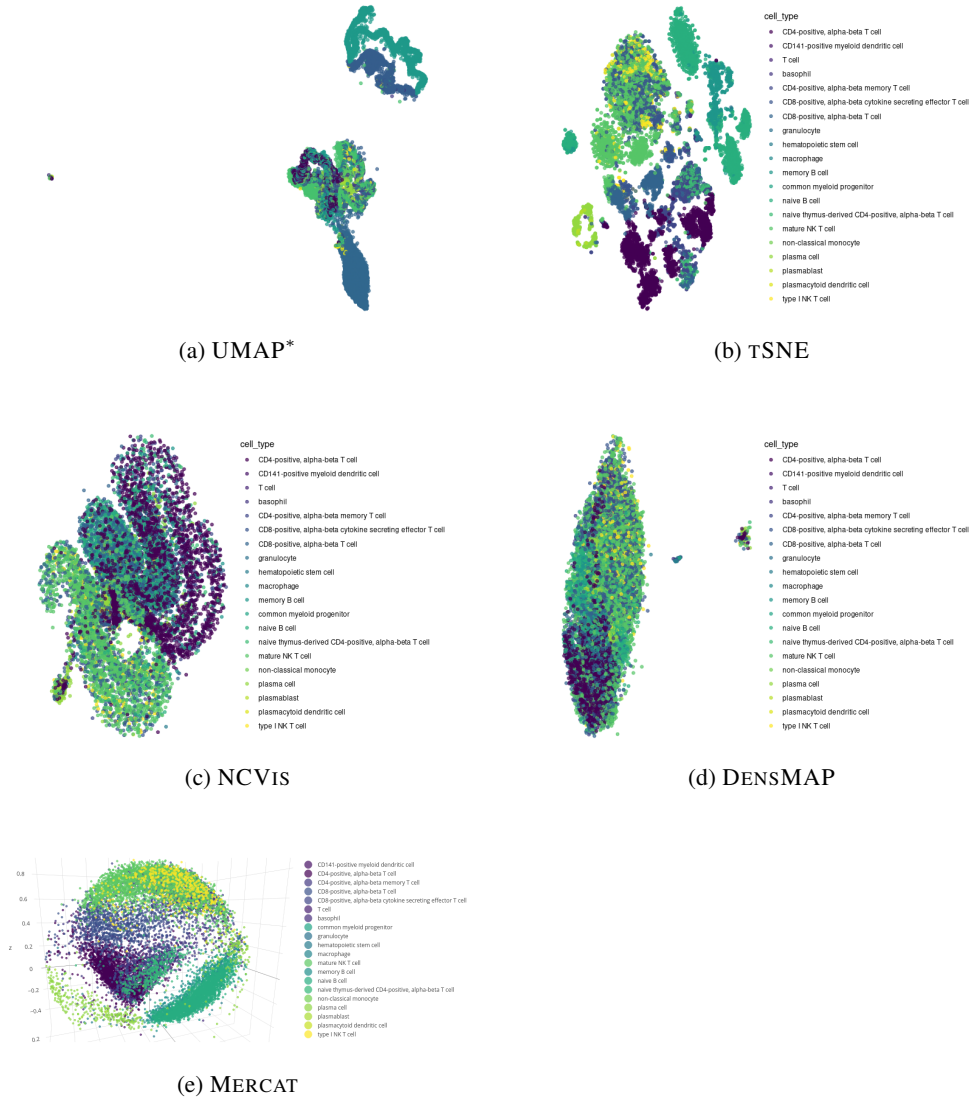 cell_type
CD4-positive, alpha-beta T cell
CD141-positive myeloid dendritic cell
T cell
basophil
CD4-positive, alpha-beta memory T cell
CD8-positive, alpha-beta cytokine secreting effector T cell
CD8-positive, alpha-beta T cell
granulocyte
hematopoietic stem cell
macrophage
memory B cell
common myeloid progenitor
naive B cell
naive thymus-derived CD4-positive, alpha-beta T cell
mature NK T cell
non-classical monocyte
plasma cell
plasmablast
plasmacytoid dendritic cell
type I NK T cell
(a) UMAP*
(b) TSNE
cell_type
CD4-positive, alpha-beta T cell
CD141-positive myeloid dendritic cell
T cell
basophil
CD4-positive, alpha-beta memory T cell
CD8-positive, alpha-beta cytokine secreting effector T cell
CD8-positive, alpha-beta T cell
granulocyte
hematopoietic stem cell
macrophage
memory B cell
common myeloid progenitor
naive B cell
naive thymus-derived CD4-positive, alpha-beta T cell
mature NK T cell
non-classical monocyte
plasma cell
plasmablast
plasmacytoid dendritic cell
type I NK T cell
cell_type
CD4-positive, alpha-beta T cell
CD141-positive myeloid dendritic cell
T cell
basophil
CD4-positive, alpha-beta memory T cell
CD8-positive, alpha-beta cytokine secreting effector T cell
CD8-positive, alpha-beta T cell
granulocyte
hematopoietic stem cell
macrophage
memory B cell
common myeloid progenitor
naive B cell
naive thymus-derived CD4-positive, alpha-beta T cell
mature NK T cell
non-classical monocyte
plasma cell
plasmablast
plasmacytoid dendritic cell
type I NK T cell
(c) NCVIS
(d) DENSMAP
0.8
0.6
0.4
0.2
z
0
−0.2
−0.4
0.2
CD141-positive myeloid dendritic cell
CD4-positive, alpha-beta T cell
CD4-positive, alpha-beta memory T cell
CD8-positive, alpha-beta T cell
CD8-positive, alpha-beta cytokine secreting effector T cell
T cell
basophil
common myeloid progenitor
granulocyte
hematopoietic stem cell
macrophage
mature NK T cell
memory B cell
naive B cell
naive thymus-derived CD4-positive, alpha-beta T cell
non-classical monocyte
plasma cell
plasmablast
plasmacytoid dendritic cell
type I NK T cell
(e) MERCAT